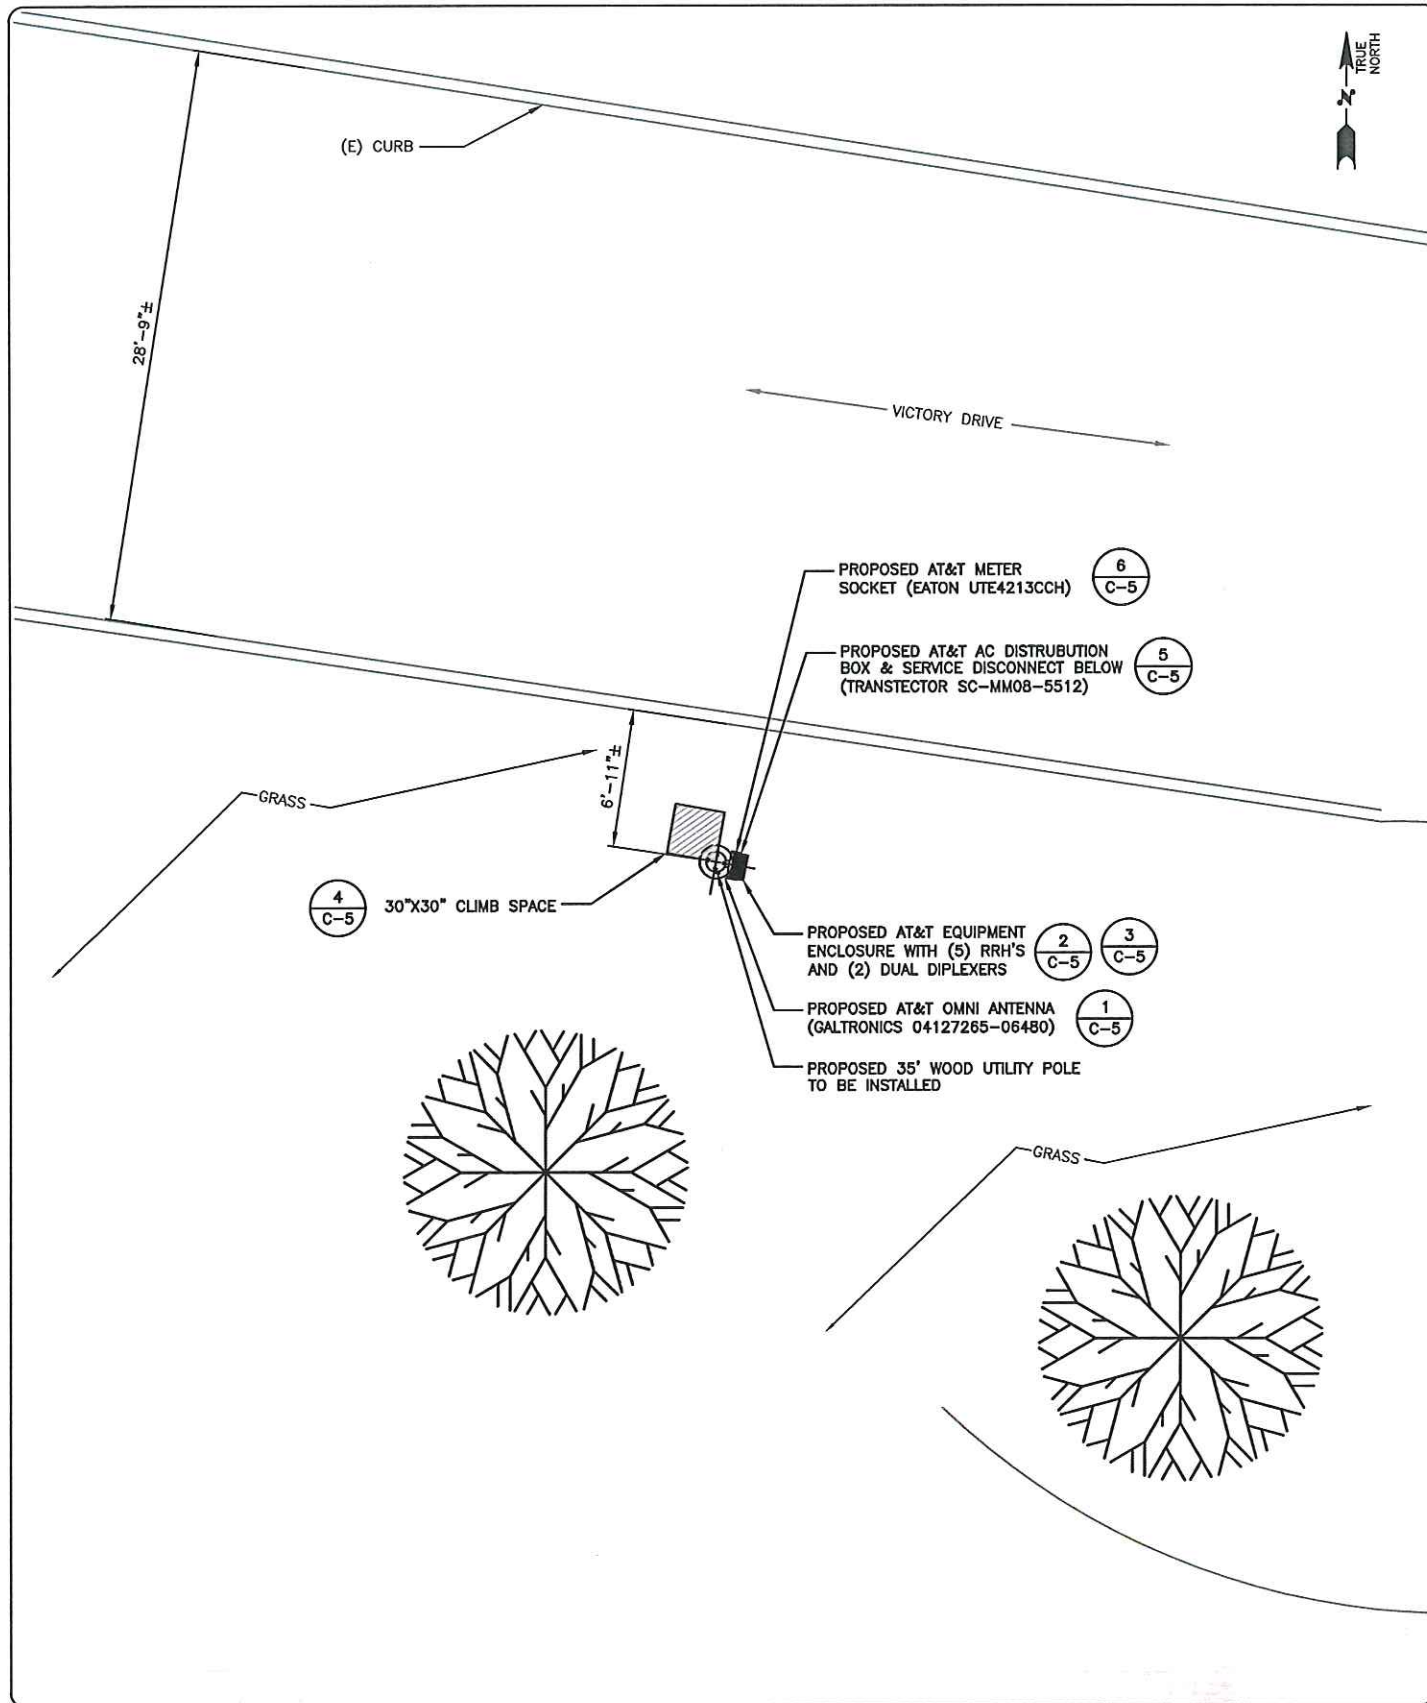 TRUE
NORTH
N
(E) CURB
28'-9"±
VICTORY DRIVE
PROPOSED AT&T METER
SOCKET (EATON UTE4213CCH)
6
C-5
PROPOSED AT&T AC DISTRUBUTION
BOX & SERVICE DISCONNECT BELOW
(TRANSTECTOR SC-MM08-5512)
5
C-5
6'-11"±
GRASS
4
C-5
30"X30" CLIMB SPACE
PROPOSED AT&T EQUIPMENT
ENCLOSURE WITH (5) RRH'S
AND (2) DUAL DIPLEXERS
2
C-5
3
C-5
PROPOSED AT&T OMNI ANTENNA
(GALTRONICS 04127265-06480)
1
C-5
PROPOSED 35' WOOD UTILITY POLE
TO BE INSTALLED
GRASS